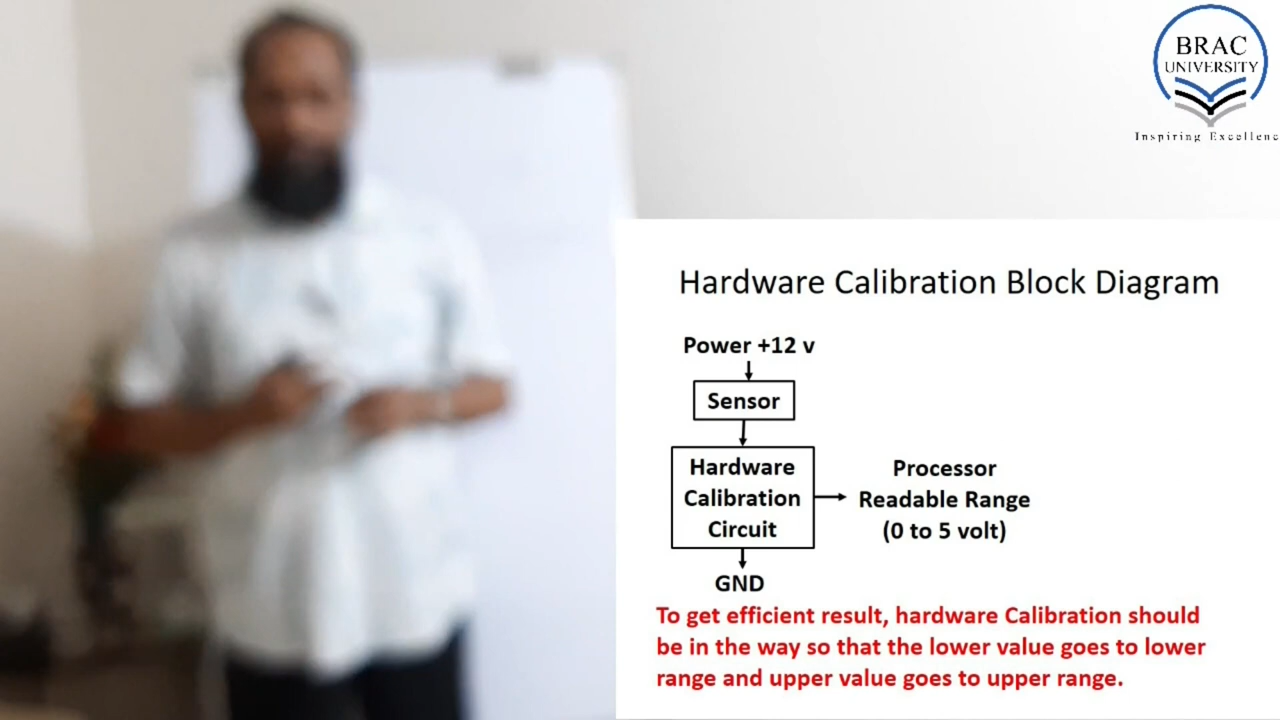 BRAC
UNIVERSITY
Inspiring Excellenc
Hardware Calibration Block Diagram
Power +12 v
Sensor
Hardware
Calibration
Circuit
Processor
Readable Range
(0 to 5 volt)
GND
To get efficient result, hardware Calibration should
be in the way so that the lower value goes to lower
range and upper value goes to upper range.